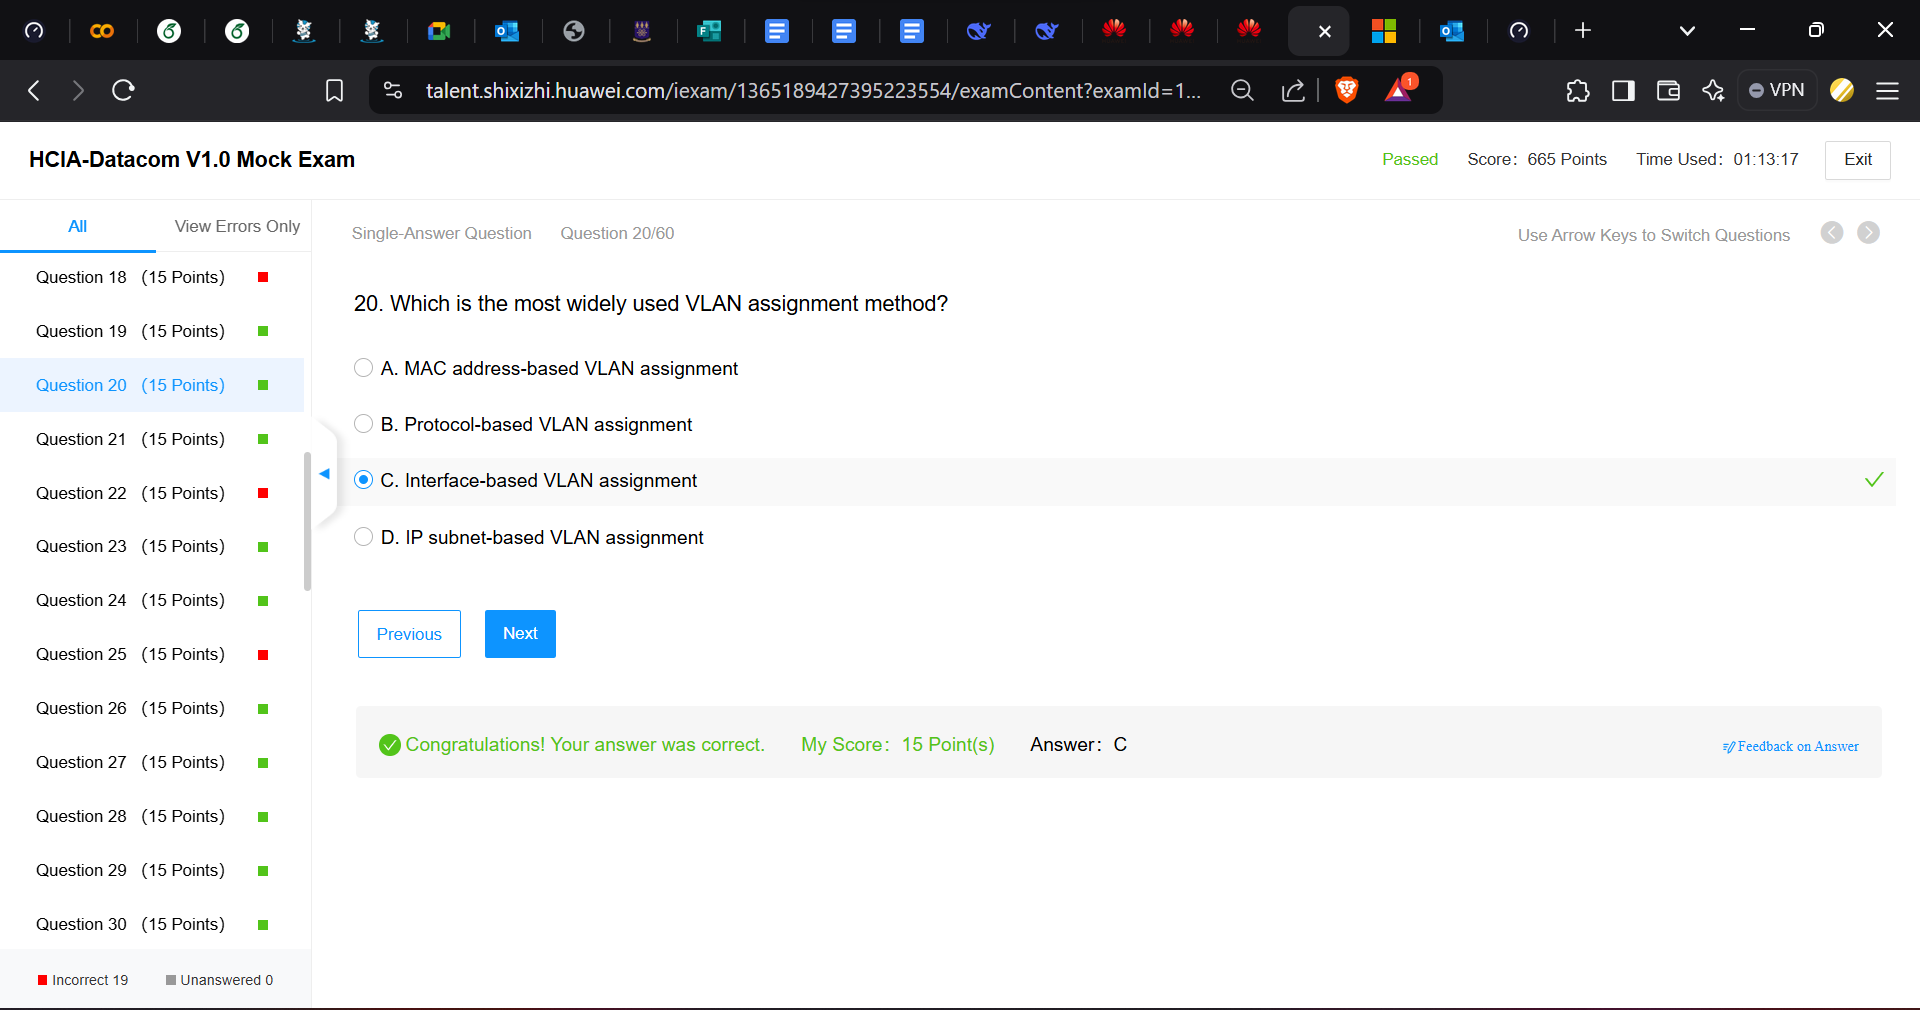 1
talent.shixizhi.huawei.com/iexam/1365189427395223554/examContent?examId=1...
VPN
HCIA-Datacom V1.0 Mock Exam
Passed
Score: 665 Points
Time Used: 01:13:17
Exit
All
View Errors Only
Single-Answer Question
Question 20/60
Use Arrow Keys to Switch Questions
Question 18 (15 Points)
Question 19 (15 Points)
Question 20 (15 Points)
Question 21 (15 Points)
Question 22 (15 Points)
Question 23 (15 Points)
Question 24 (15 Points)
Question 25 (15 Points)
Question 26 (15 Points)
Question 27 (15 Points)
Question 28 (15 Points)
Question 29 (15 Points)
Question 30 (15 Points)
Incorrect 19
Unanswered 0
20. Which is the most widely used VLAN assignment method?
A. MAC address-based VLAN assignment
B. Protocol-based VLAN assignment
C. Interface-based VLAN assignment
D. IP subnet-based VLAN assignment
Previous
Next
Congratulations! Your answer was correct.
My Score: 15 Point(s)
Answer: C
Feedback on Answer